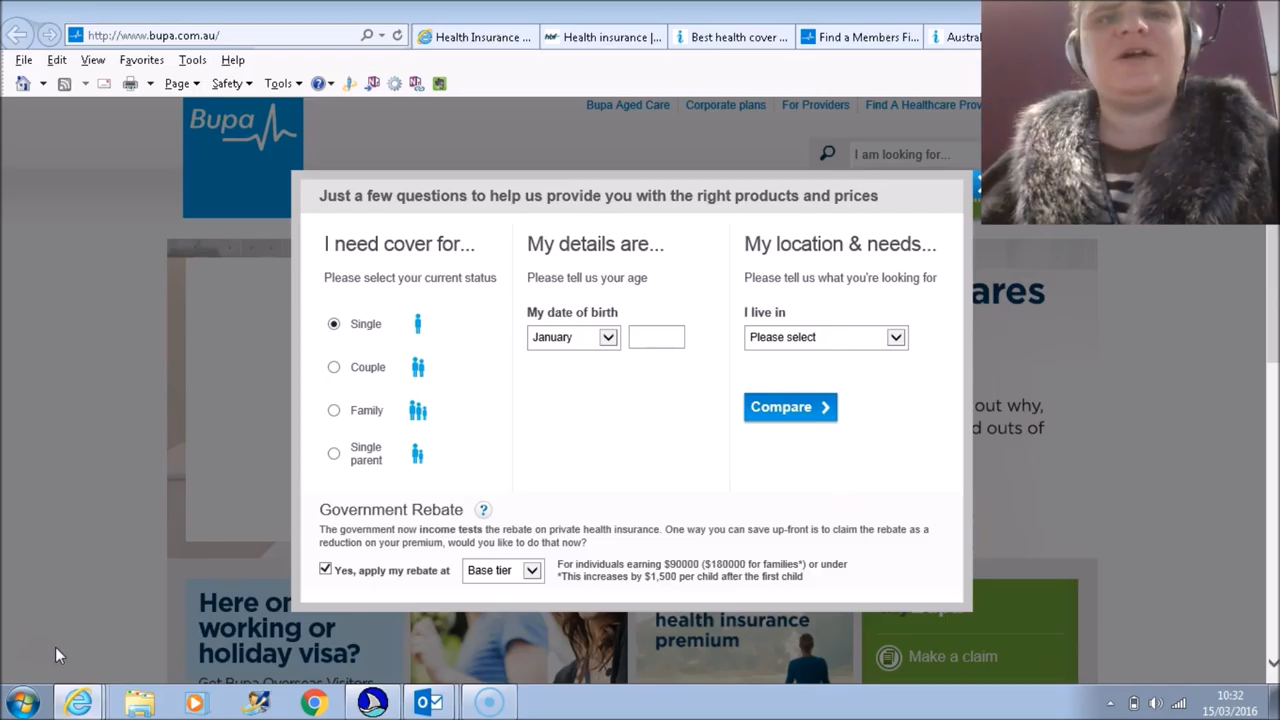 http://www.bupa.com.au/
Health Insurance ...
Health insurance |...
Best health cover ...
Find a Members Fi...
Austra
File Edit View Favorites Tools Help
Page Safety Tools
Bupa Aged Care Corporate plans For Providers Find A Healthcare Prov
Bupa
I am looking for...
Just a few questions to help us provide you with the right products and prices
I need cover for...
Please select your current status
Single
Couple
Family
Single
parent
My details are...
Please tell us your age
My date of birth
January
My location & needs...
Please tell us what you're looking for
I live in
Please select
Compare
ares
out why,
d outs of
Government Rebate ?
The government now income tests the rebate on private health insurance. One way you can save up-front is to claim the rebate as a
reduction on your premium, would you like to do that now?
Yes, apply my rebate at Base tier
For individuals earning $90000 ($180000 for families*) or under
*This increases by $1,500 per child after the first child
Here on
working or
holiday visa?
Get Bupa Overseas Visitors
health insurance
premium
Make a claim
10:32
15/03/2016